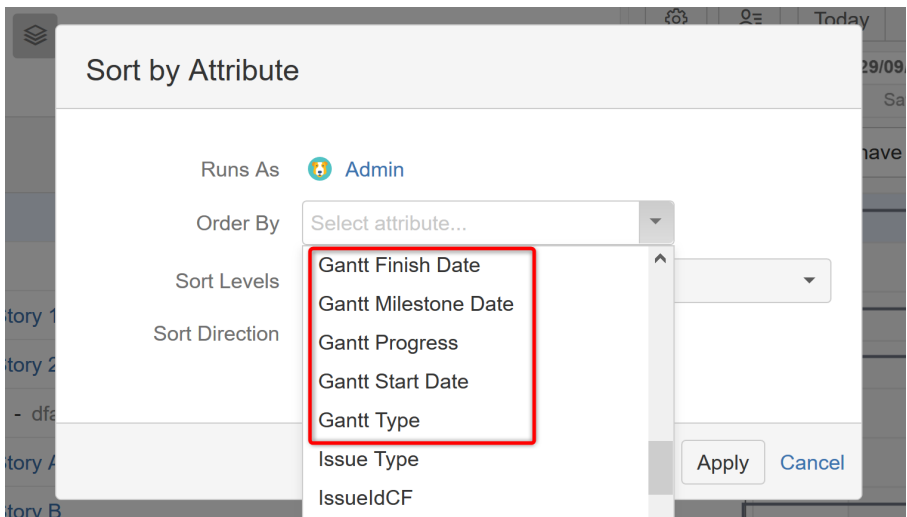 Today
29/09
Sa
Sort by Attribute
have
Runs As Admin
Order By Select attribute...
Gantt Finish Date
Sort Levels
Gantt Milestone Date
tory 1
Sort Direction
Gantt Progress
tory 2
Gantt Start Date
- dfa
Gantt Type
tory A
Issue Type
Apply Cancel
IssueIdCF
tory B